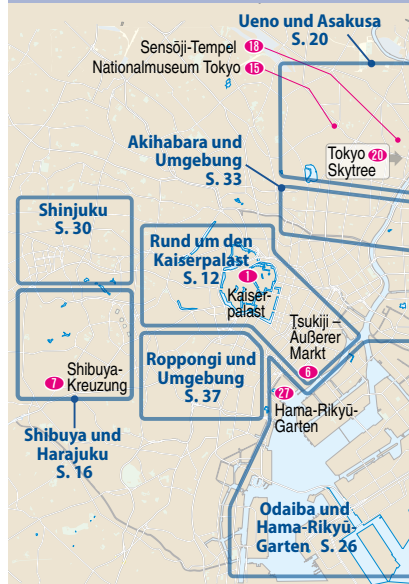 Ueno und Asakusa
S. 20
Sensōji-Tempel 18
Nationalmuseum Tokyo 15
Akihabara und
Umgebung
S. 33
Tokyo 20
Skytree
Shinjuku
S. 30
Rund um den
Kaiserpalast
S. 12
1
Kaiser-
palast
Tsukiji –
Äußerer
Markt
6
7 Shibuya-
Kreuzung
Roppongi und
Umgebung
S. 37
27
Hama-Rikyū-
Garten
Shibuya und
Harajuku
S. 16
Odaiba und
Hama-Rikyū-
Garten S. 26